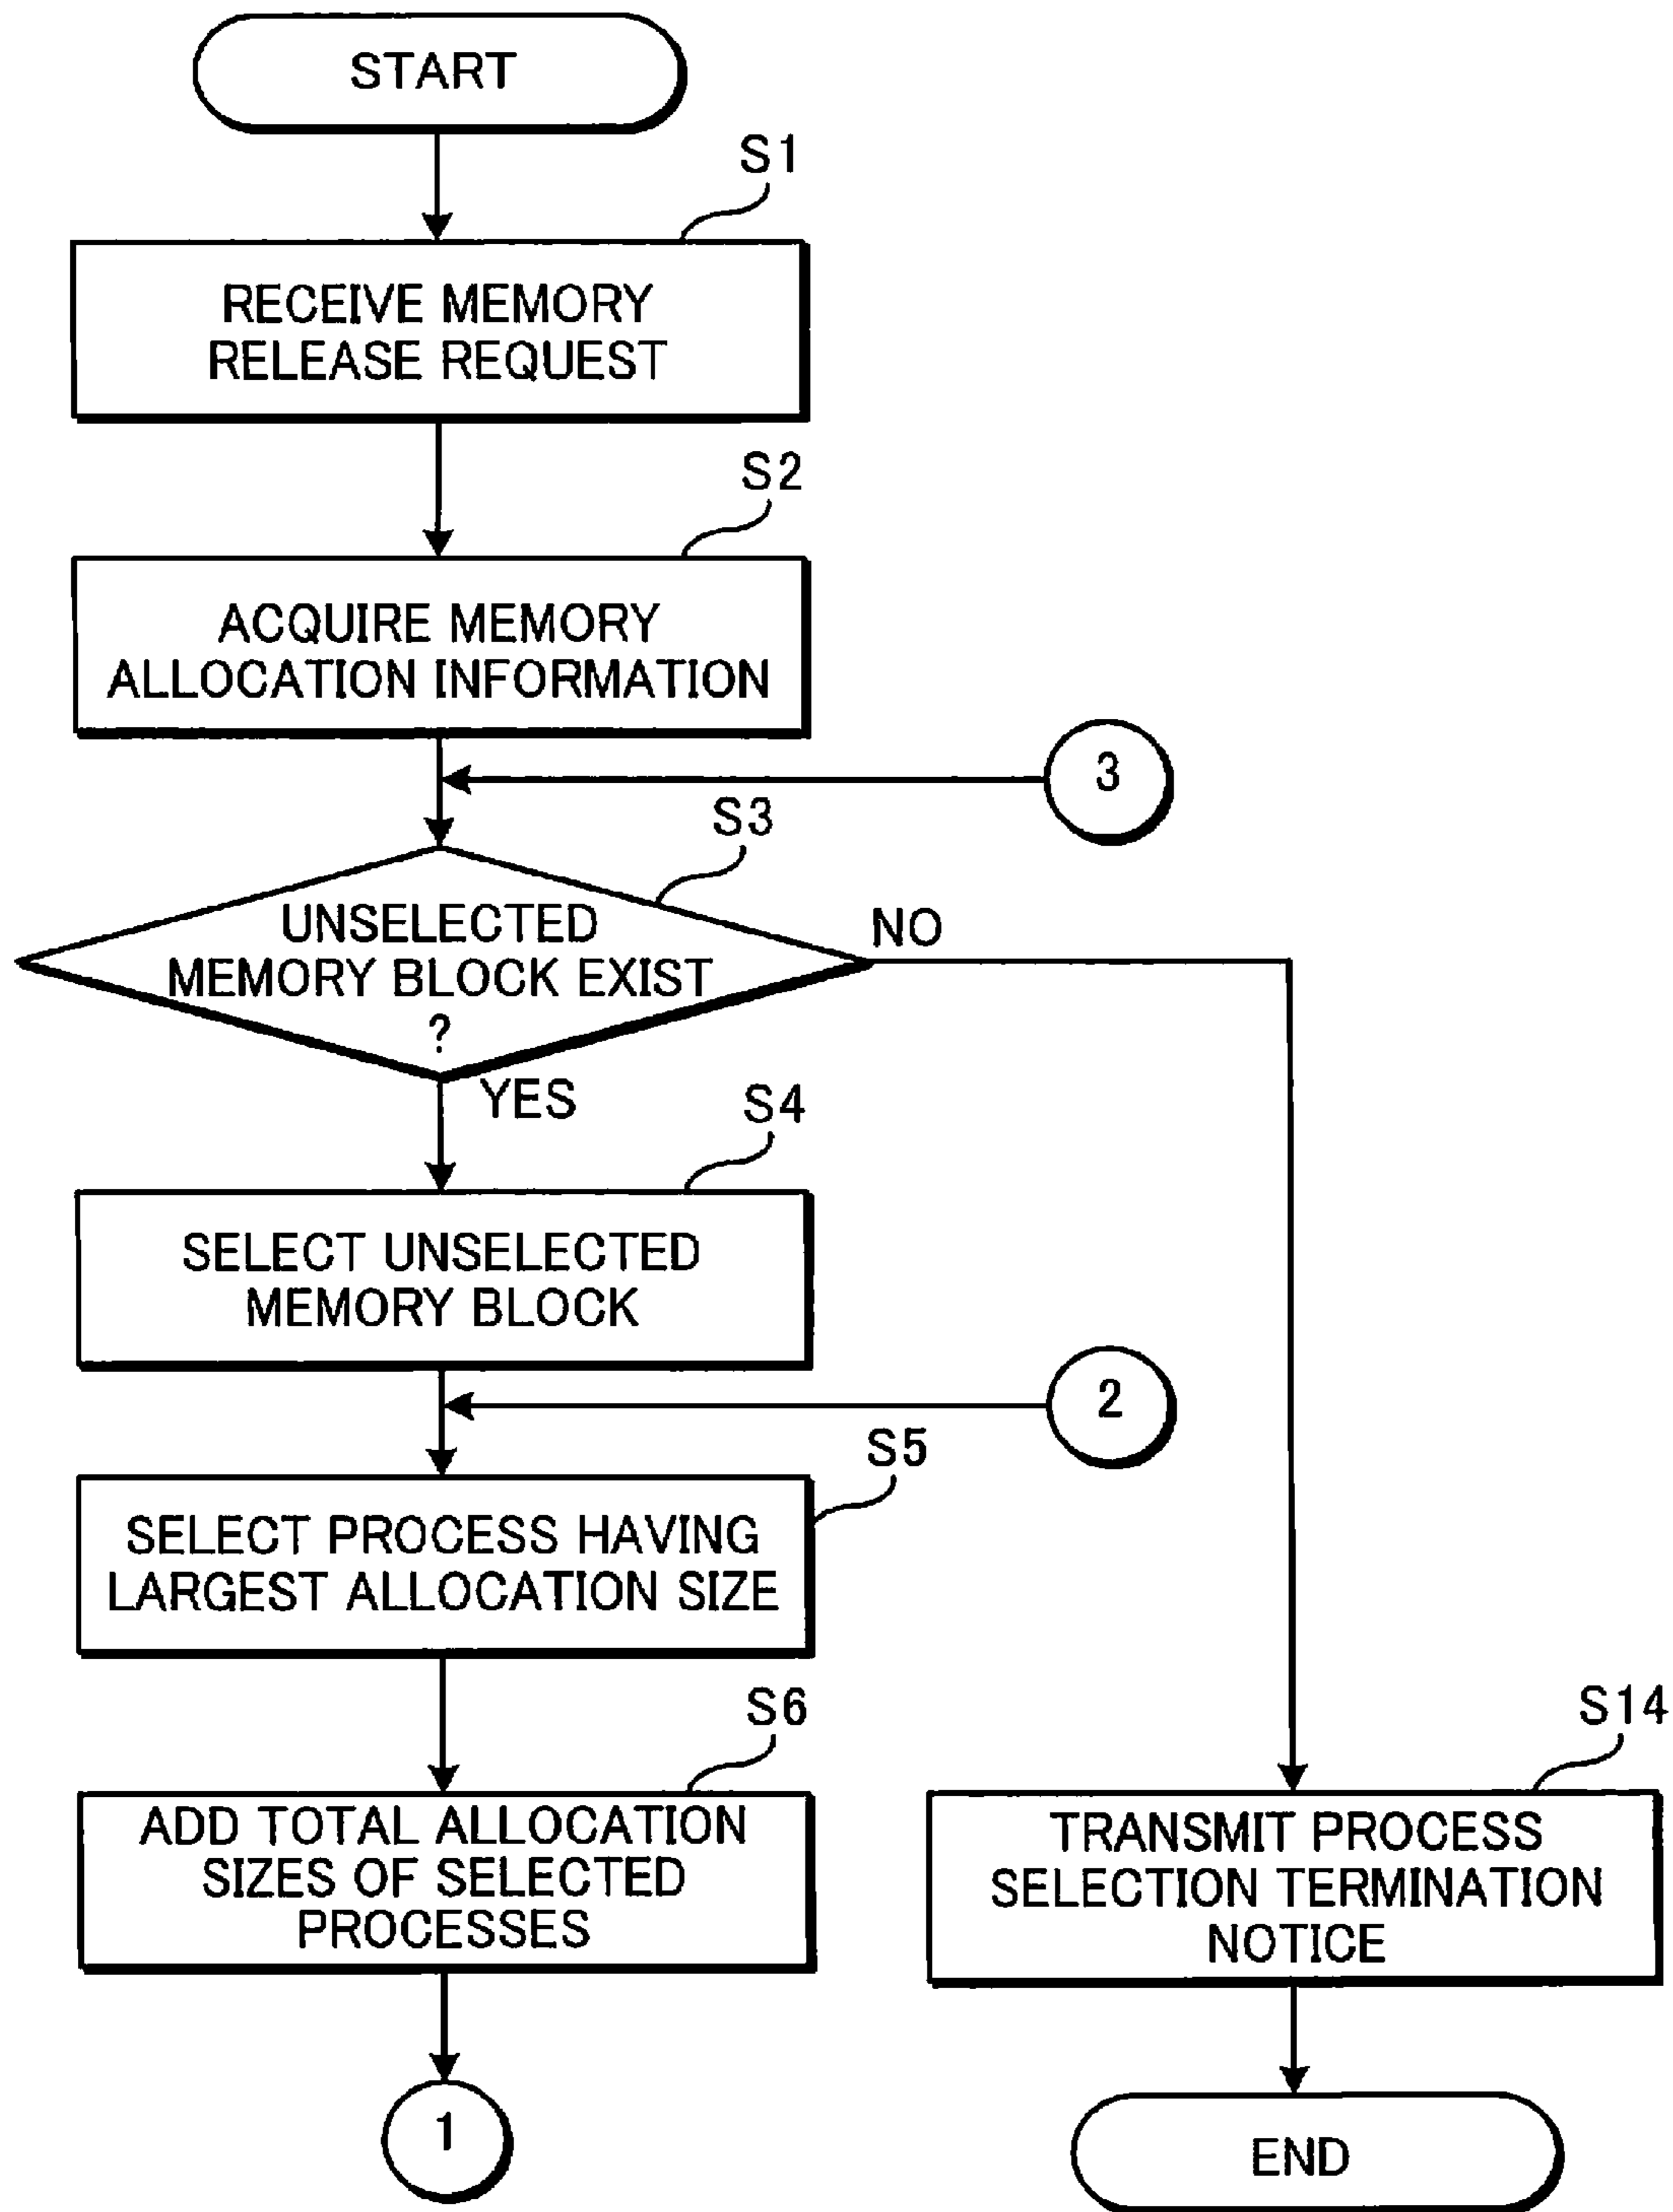 START
S1
RECEIVE MEMORY
RELEASE REQUEST
S2
ACQUIRE MEMORY
ALLOCATION INFORMATION
3
S3
UNSELECTED
MEMORY BLOCK EXIST
?
NO
YES
S4
SELECT UNSELECTED
MEMORY BLOCK
2
S5
SELECT PROCESS HAVING
LARGEST ALLOCATION SIZE
S6
ADD TOTAL ALLOCATION
SIZES OF SELECTED
PROCESSES
1
S14
TRANSMIT PROCESS
SELECTION TERMINATION
NOTICE
END